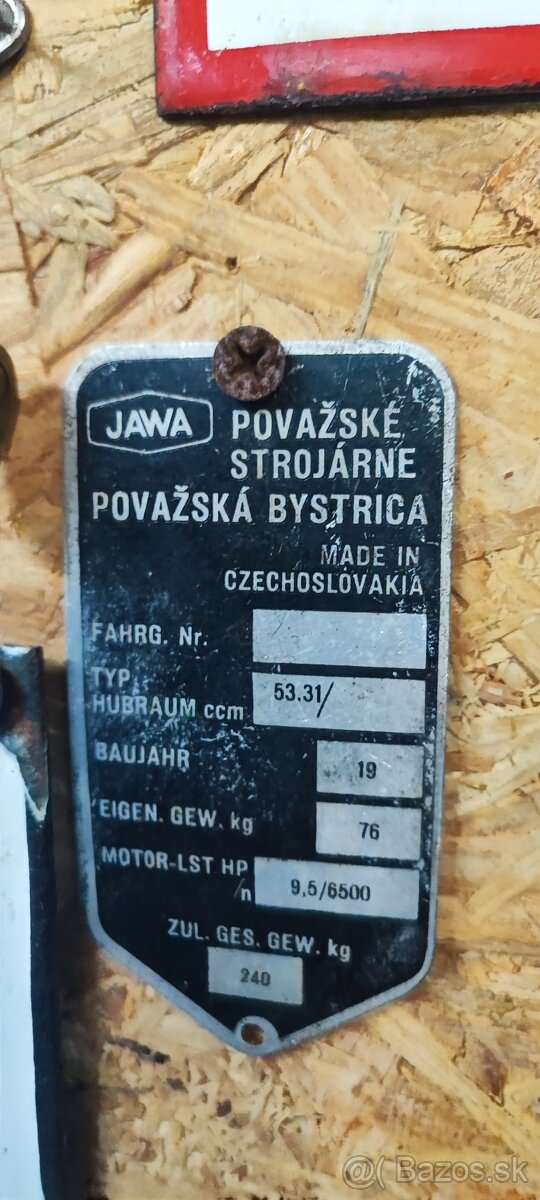 JAWA
POVAŽSKÉ
STROJÁRNE
POVAŽSKÁ BYSTRICA
MADE IN
CZECHOSLOVAKIA
FAHRG. Nr.
TYP
HUBRAUM ccm 53.31/
BAUJAHR 19
EIGEN. GEW. kg 76
MOTOR-LST HP
/n 9.5/6500
ZUL. GES. GEW. kg
240
@( Bazos.sk